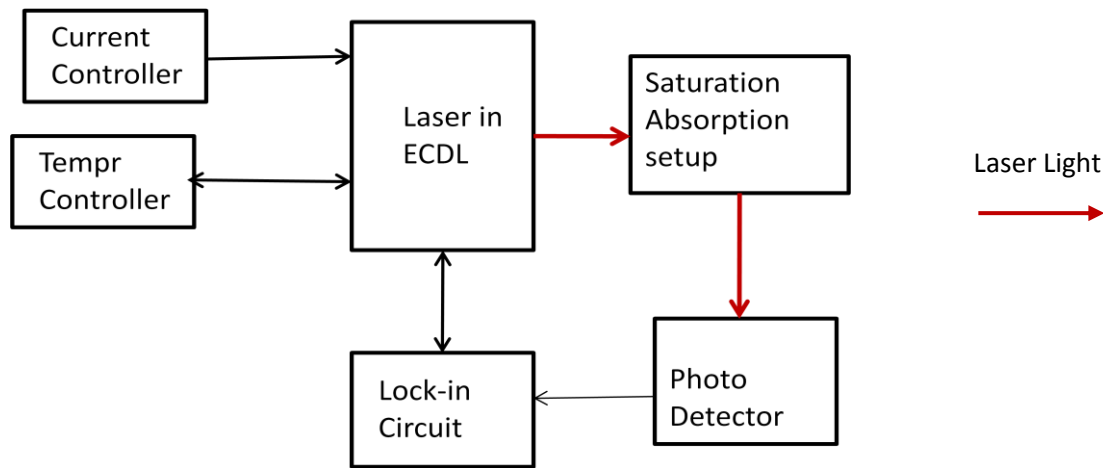 Current
Controller
Tempr
Controller
Laser in
ECDL
Saturation
Absorption
setup
Laser Light
Lock-in
Circuit
Photo
Detector